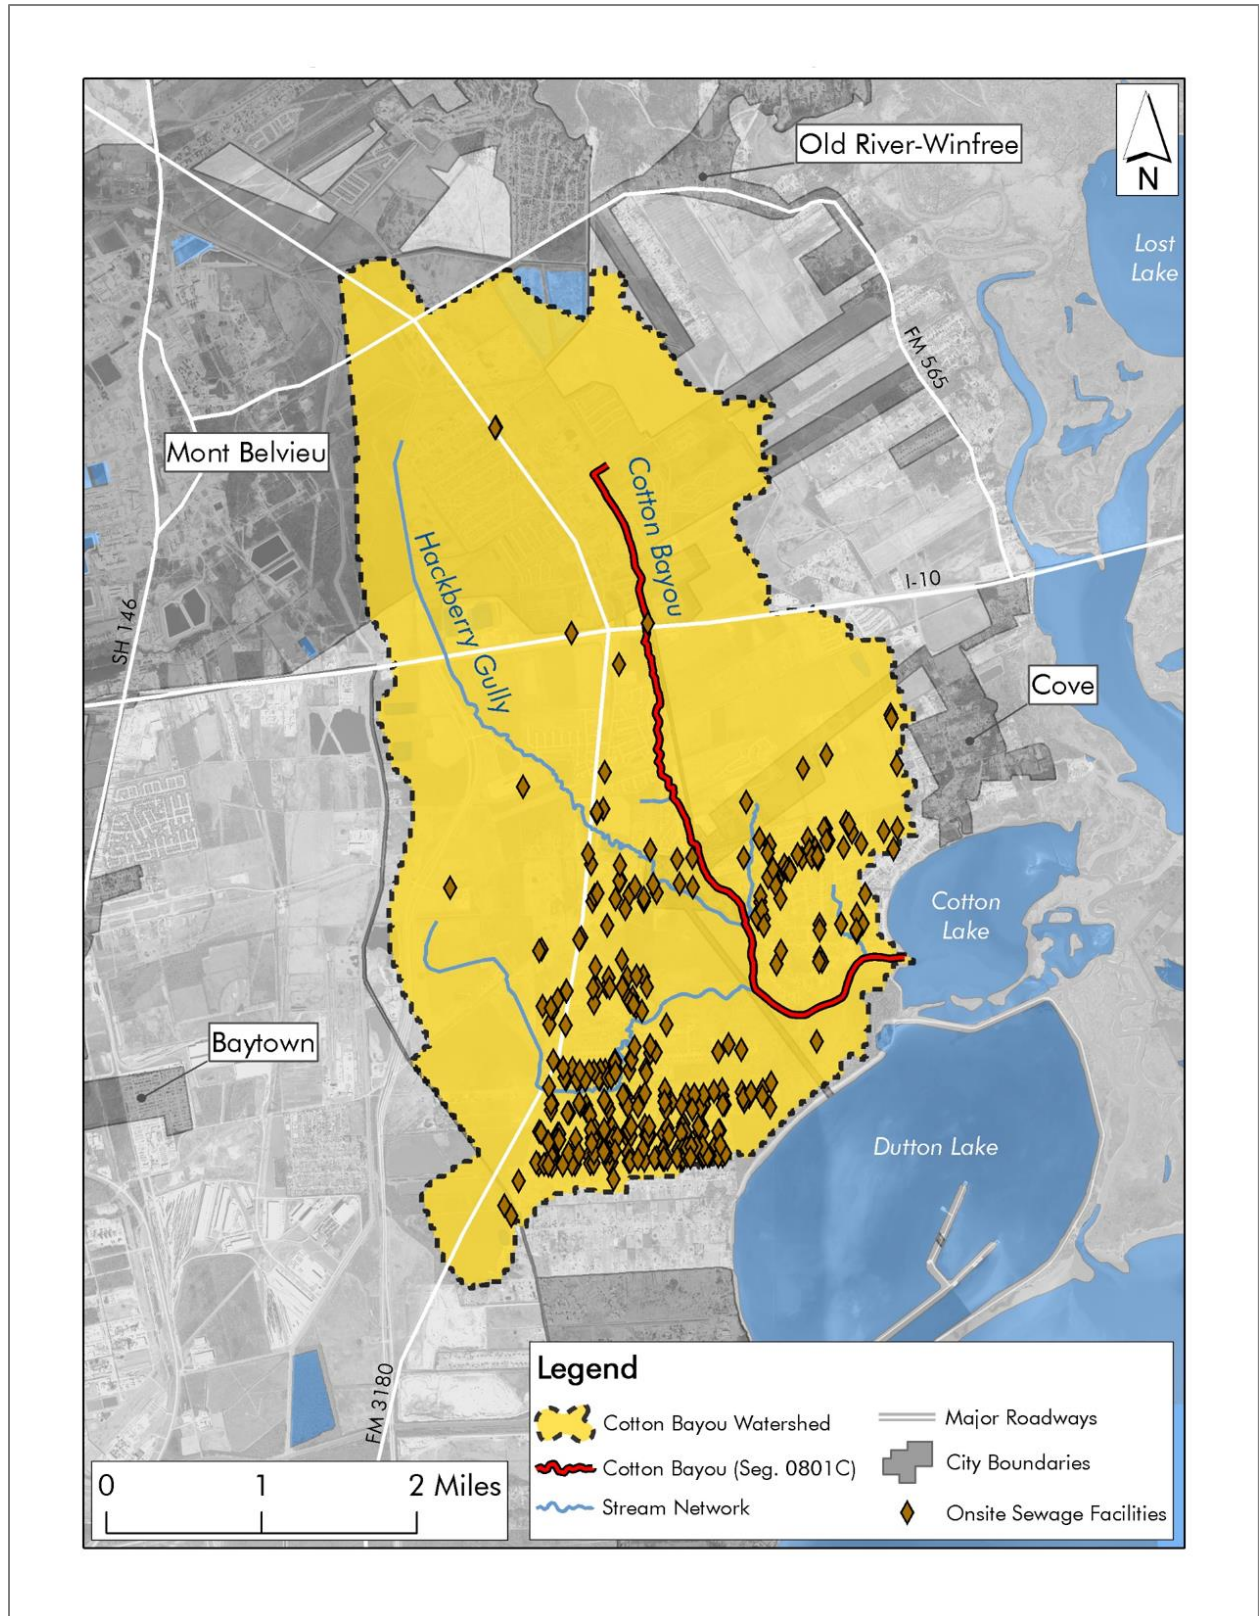 Old River-Winfree
N
Lost
Lake
FM 565
Mont Belvieu
Cotton Bayou
Hackberry Gully
I-10
SH 146
Cove
Cotton
Lake
Baytown
Dutton Lake
FM 3180
Legend
Cotton Bayou Watershed
Cotton Bayou (Seg. 0801C)
Stream Network
Major Roadways
City Boundaries
Onsite Sewage Facilities
0 1 2 Miles